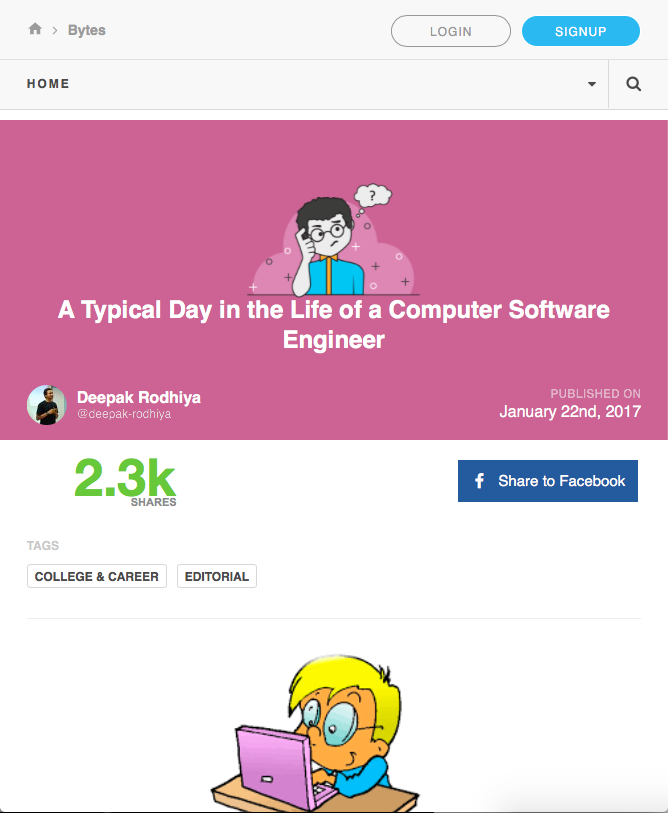 Bytes
LOGIN
SIGNUP
HOME
?
A Typical Day in the Life of a Computer Software
Engineer
Deepak Rodhiya
@deepak-rodhiya
PUBLISHED ON
January 22nd, 2017
2.3k
SHARES
f Share to Facebook
TAGS
COLLEGE & CAREER
EDITORIAL